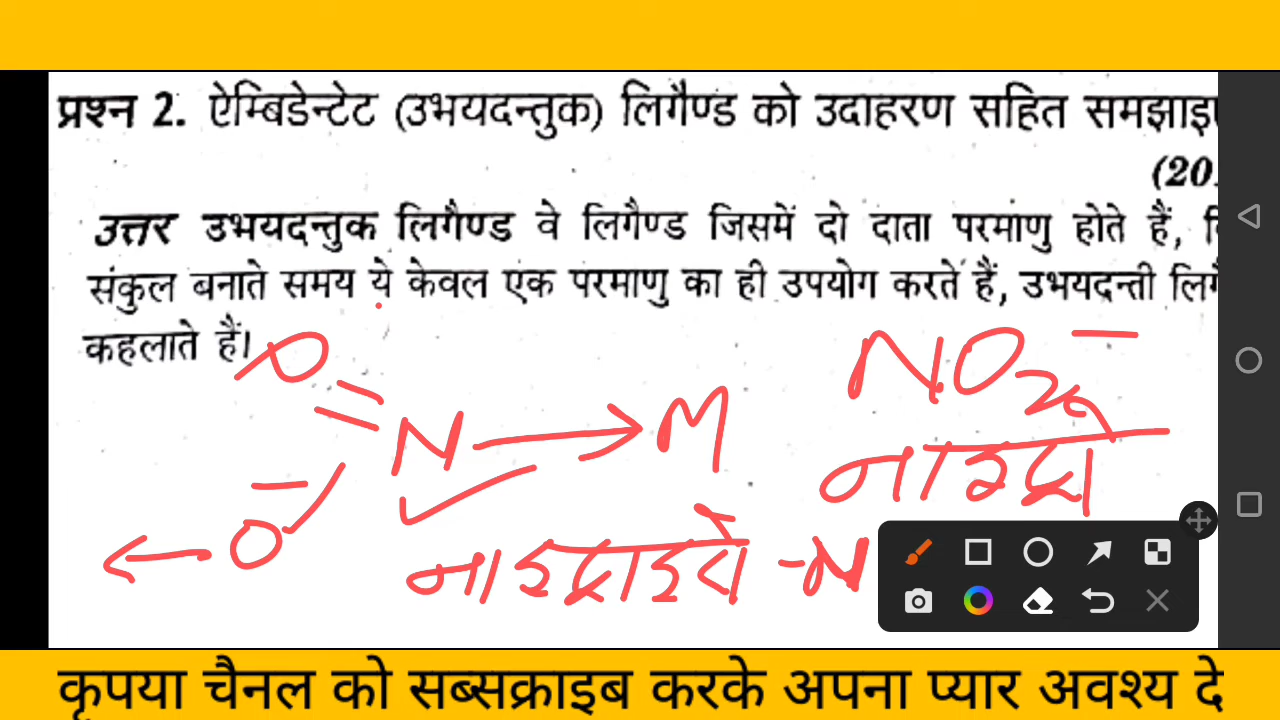 प्रश्न 2. ऐम्बिडेन्टेट (उभयदन्तुक) लिगैण्ड को उदाहरण सहित समझाइए
(20
उत्तर उभयदन्तुक लिगैण्ड वे लिगैण्ड जिसमें दो दाता परमाणु होते हैं,
संकुल बनाते समय ये केवल एक परमाणु का ही उपयोग करते हैं, उभयदन्ती
कहलाते हैं।
NO₂⁻
O
N → M
O⁻
नाइट्रो
नाइट्राइटो -N
कृपया चैनल को सब्सक्राइब करके अपना प्यार अवश्य दे